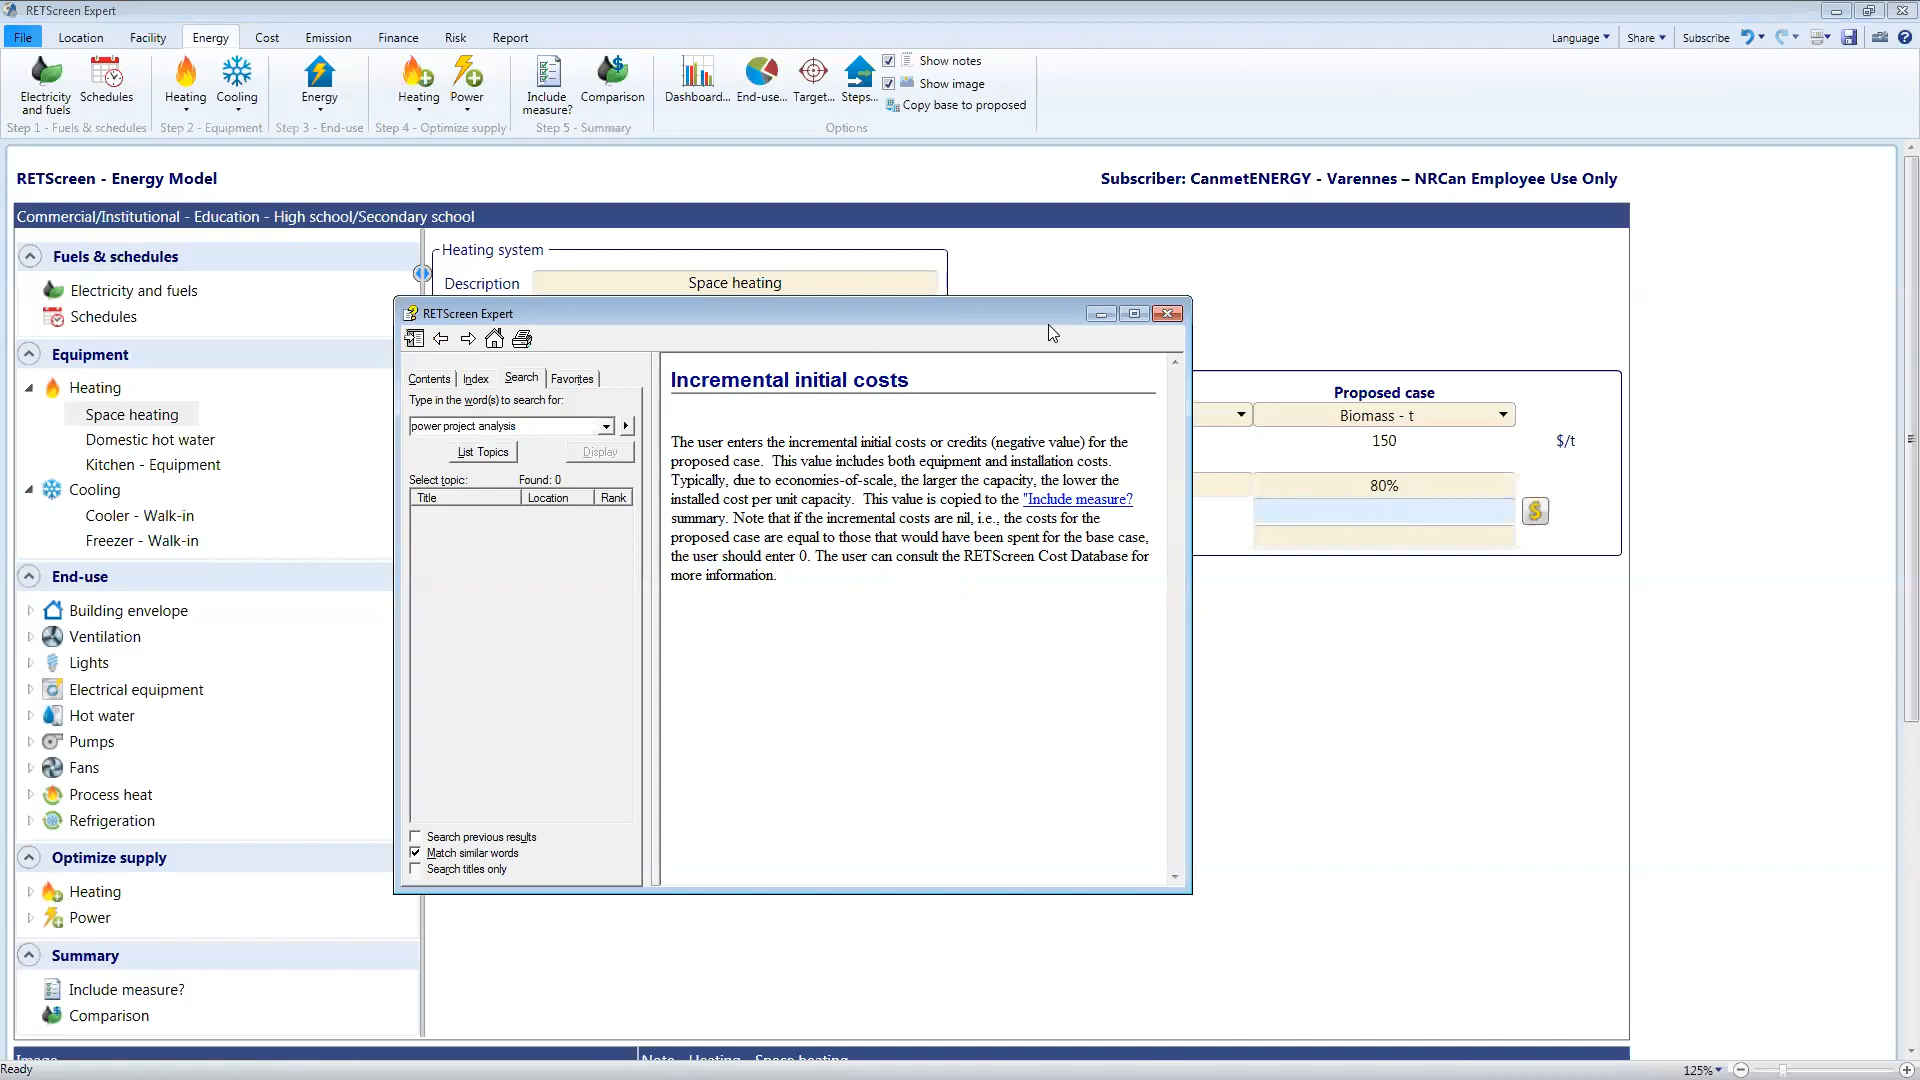 RETScreen Expert
File
Location
Facility
Energy
Cost
Emission
Finance
Risk
Report
Language
Share
Subscribe
Electricity and fuels
Schedules
Step 1 - Fuels & schedules
Heating
Cooling
Step 2 - Equipment
Energy
Step 3 - End-use
Heating
Power
Step 4 - Optimize supply
Include measure?
Comparison
Step 5 - Summary
Dashboard...
End-use...
Target...
Steps...
Show notes
Show image
Copy base to proposed
Options
RETScreen - Energy Model
Subscriber: CanmetENERGY - Varennes – NRCan Employee Use Only
Commercial/Institutional - Education - High school/Secondary school
Fuels & schedules
Electricity and fuels
Schedules
Equipment
Heating
Space heating
Domestic hot water
Kitchen - Equipment
Cooling
Cooler - Walk-in
Freezer - Walk-in
End-use
Building envelope
Ventilation
Lights
Electrical equipment
Hot water
Pumps
Fans
Process heat
Refrigeration
Optimize supply
Heating
Power
Summary
Include measure?
Comparison
Heating system
Description
Space heating
RETScreen Expert
Contents
Index
Search
Favorites
Type in the word(s) to search for:
power project analysis
List Topics
Display
Select topic:
Found: 0
Title
Location
Rank
Search previous results
Match similar words
Search titles only
Incremental initial costs
The user enters the incremental initial costs or credits (negative value) for the
proposed case. This value includes both equipment and installation costs.
Typically, due to economies-of-scale, the larger the capacity, the lower the
installed cost per unit capacity. This value is copied to the "Include measure?
summary. Note that if the incremental costs are nil, i.e., the costs for the
proposed case are equal to those that would have been spent for the base case,
the user should enter 0. The user can consult the RETScreen Cost Database for
more information.
Proposed case
Biomass - t
150
$/t
80%
$
Image
Note - Heating - Space heating
Ready
125%